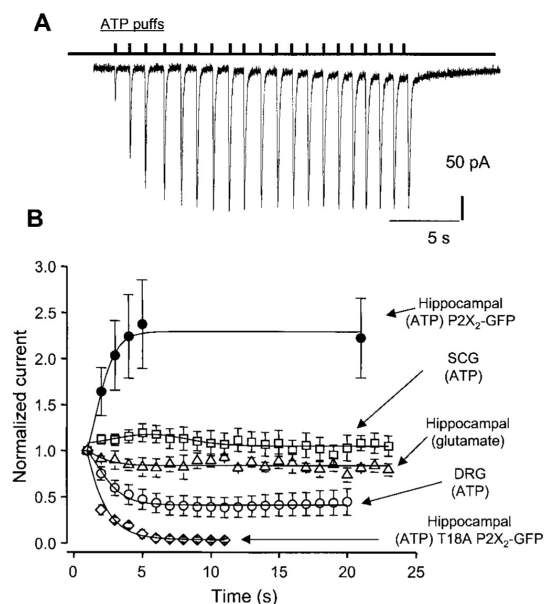 A
ATP puffs
50 pA
5 s
B
Normalized current
3.0
2.5
2.0
1.5
1.0
0.5
0.0
0
5
10
15
20
25
Time (s)
Hippocampal
(ATP) P2X₂-GFP
SCG
(ATP)
Hippocampal
(glutamate)
DRG
(ATP)
Hippocampal
(ATP) T18A P2X₂-GFP